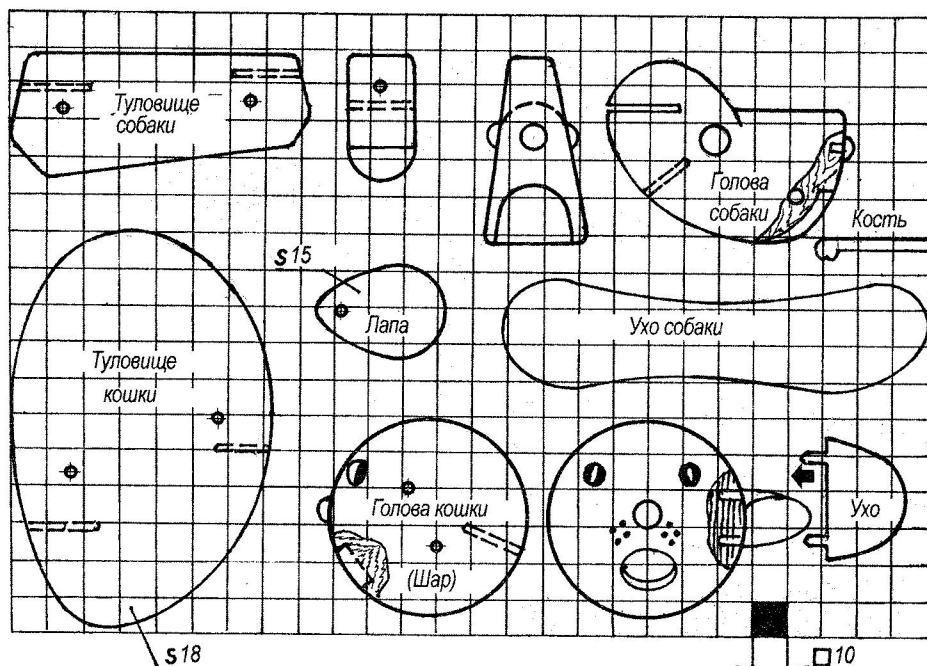 Туловище
собаки
Голова
собаки
Кость
s 15
Лапа
Ухо собаки
Туловище
кошки
Голова кошки
(Шар)
Ухо
s 18
10